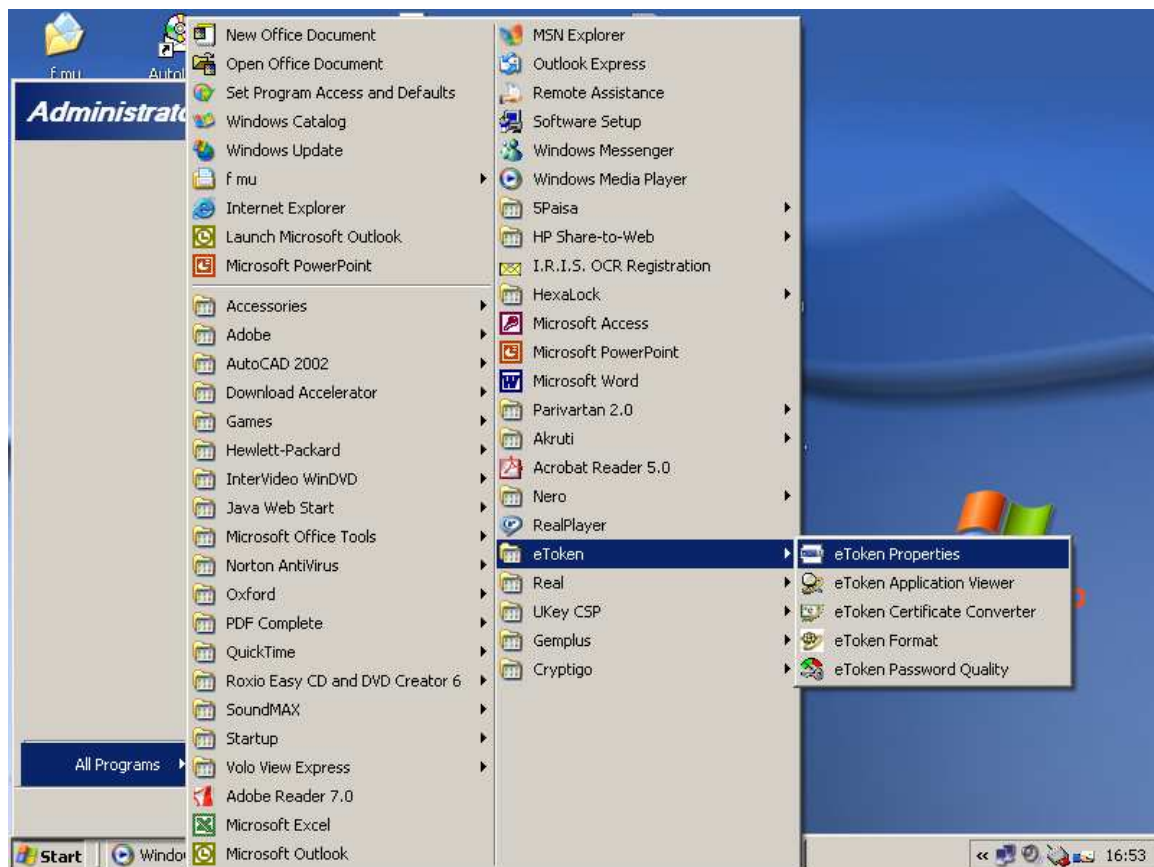 f mu
Administrato
New Office Document
Open Office Document
Set Program Access and Defaults
Windows Catalog
Windows Update
f mu
Internet Explorer
Launch Microsoft Outlook
Microsoft PowerPoint
Accessories
Adobe
AutoCAD 2002
Download Accelerator
Games
Hewlett-Packard
InterVideo WinDVD
Java Web Start
Microsoft Office Tools
Norton AntiVirus
Oxford
PDF Complete
QuickTime
Roxio Easy CD and DVD Creator 6
SoundMAX
Startup
Volo View Express
Adobe Reader 7.0
Microsoft Excel
Microsoft Outlook
MSN Explorer
Outlook Express
Remote Assistance
Software Setup
Windows Messenger
Windows Media Player
5Paisa
HP Share-to-Web
I.R.I.S. OCR Registration
HexaLock
Microsoft Access
Microsoft PowerPoint
Microsoft Word
Parivartan 2.0
Akruti
Acrobat Reader 5.0
Nero
RealPlayer
eToken
Real
UKey CSP
Gemplus
Cryptigo
eToken Properties
eToken Application Viewer
eToken Certificate Converter
eToken Format
eToken Password Quality
All Programs
Start
Windo
16:53